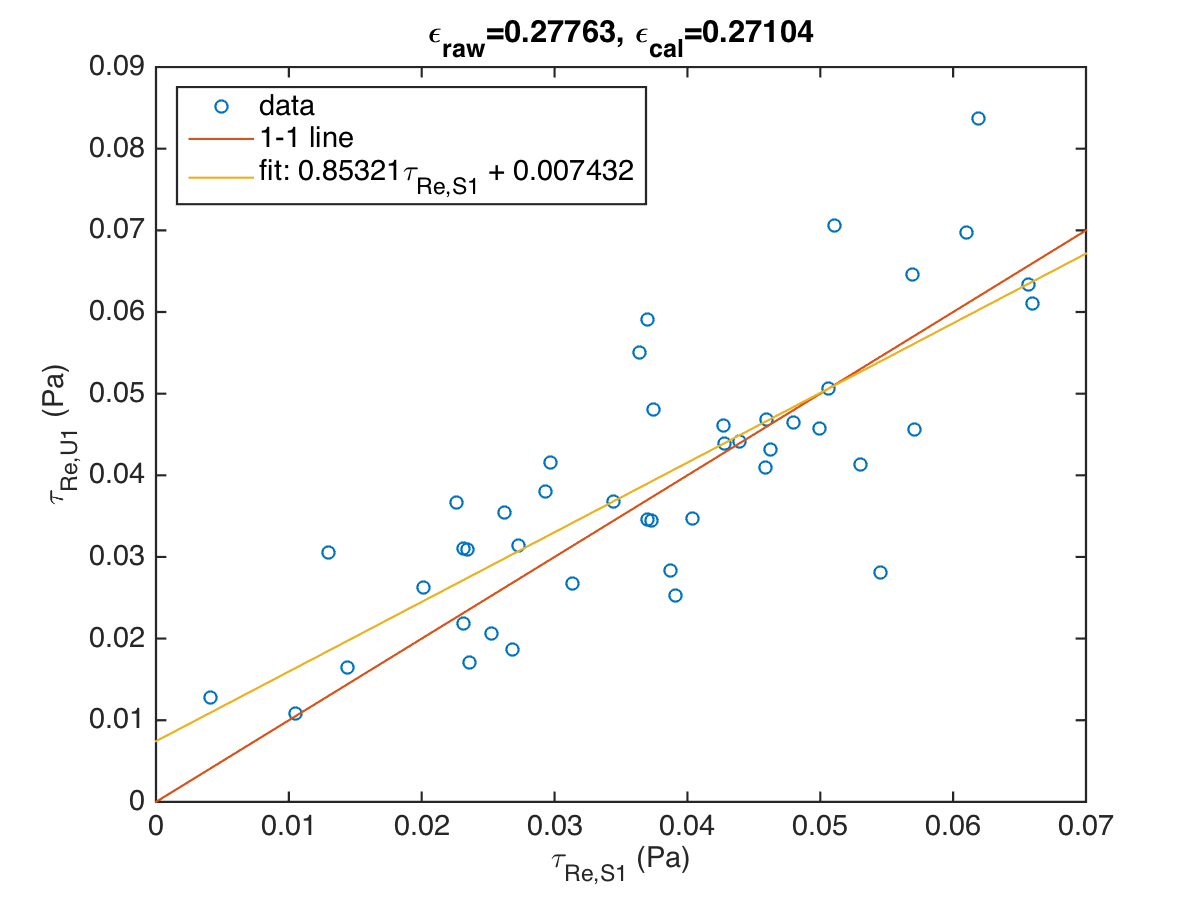 ϵraw=0.27763, ϵcal=0.27104
data
1-1 line
fit: 0.85321τRe,S1 + 0.007432
0.09
0.08
0.07
0.06
0.05
0.04
0.03
0.02
0.01
0
τRe,U1 (Pa)
0 0.01 0.02 0.03 0.04 0.05 0.06 0.07
τRe,S1 (Pa)